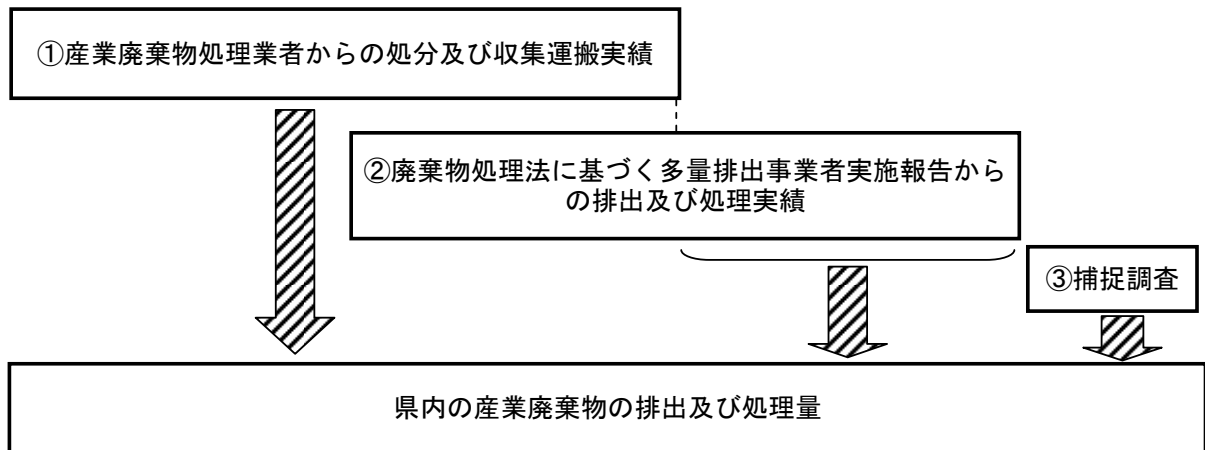 ①産業廃棄物処理業者からの処分及び収集運搬実績
②廃棄物処理法に基づく多量排出事業者実施報告から
の排出及び処理実績
③捕捉調査
県内の産業廃棄物の排出及び処理量